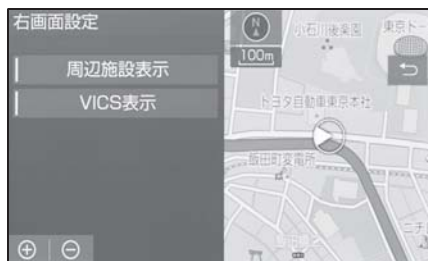 右画面設定
周辺施設表示
VICS表示
N
100m
小石川後楽園
東京ドー
トヨタ自動車東京本社
飯田町変電所